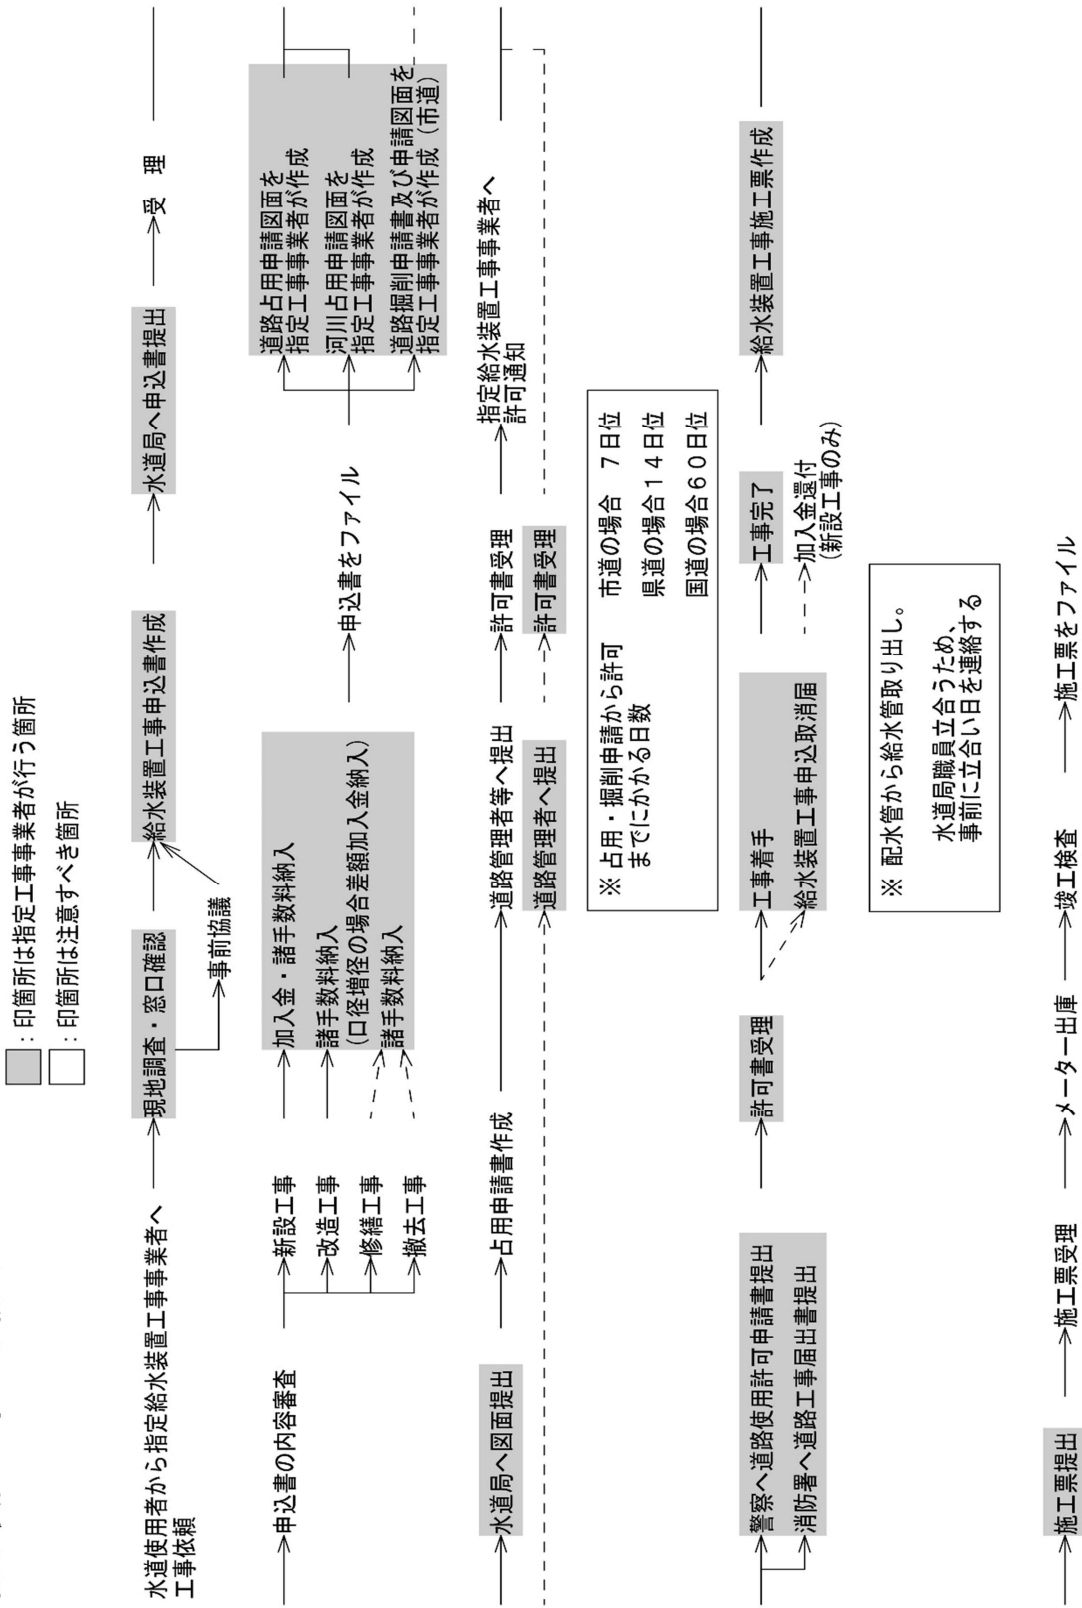 ：印箇所は指定工事事業者が行う箇所
：印箇所は注意すべき箇所
水道使用者から指定給水装置工事事業者へ
工事依頼
現地調査・窓口確認
事前協議
給水装置工事申込書作成
水道局へ申込書提出
受　理
申込書の内容審査
新設工事
改造工事
修繕工事
撤去工事
加入金・諸手数料納入
諸手数料納入
(口径増径の場合差額加入金納入)
諸手数料納入
申込書をファイル
道路占用申請図面を
指定工事事業者が作成
河川占用申請図面を
指定工事事業者が作成
道路掘削申請書及び申請図面を
指定工事事業者が作成（市道）
水道局へ図面提出
占用申請書作成
道路管理者等へ提出
許可書受理
指定給水装置工事事業者へ
許可通知
道路管理者へ提出
許可書受理
※ 占用・掘削申請から許可
までにかかる日数
市道の場合　７日位
県道の場合１４日位
国道の場合６０日位
警察へ道路使用許可申請書提出
消防署へ道路工事届出書提出
許可書受理
工事着手
給水装置工事申込取消届
工事完了
加入金還付
(新設工事のみ)
給水装置工事施工票作成
※ 配水管から給水管取り出し。
水道局職員立合うため、
事前に立合い日を連絡する
施工票提出
施工票受理
メーター出庫
竣工検査
施工票をファイル